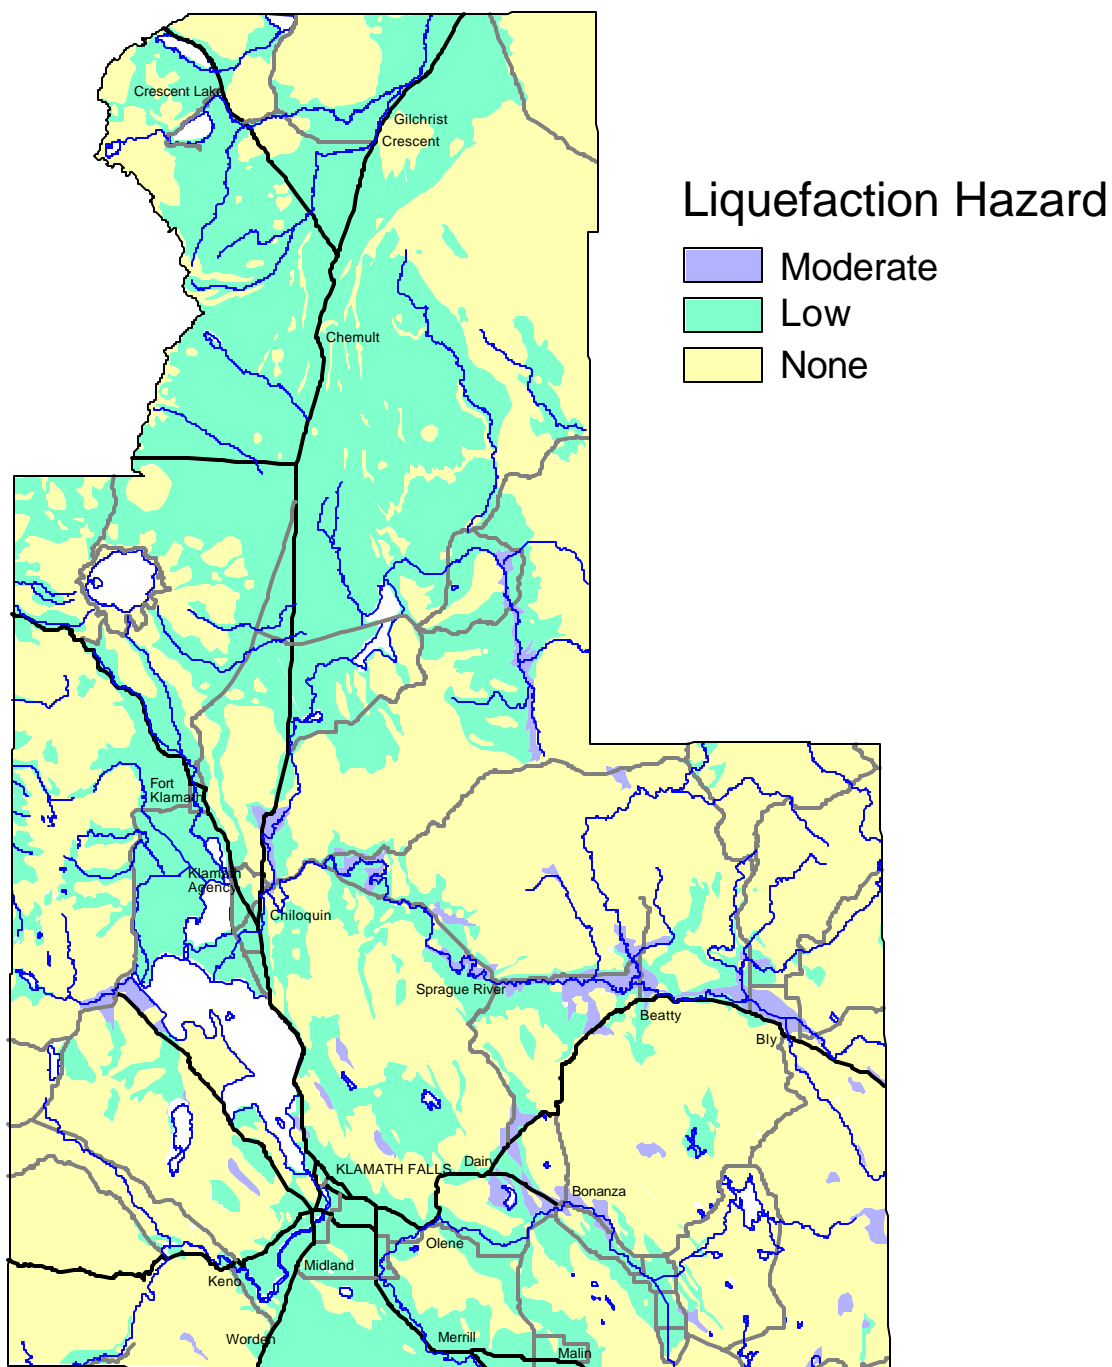 Crescent Lake
Gilchrist
Crescent
Liquefaction Hazard
Moderate
Low
None
Chemult
Fort
Klamath
Klamath
Agency
Chiloquin
Sprague River
Beatty
Bly
KLAMATH FALLS
Dairy
Bonanza
Olene
Midland
Keno
Worden
Merrill
Malin